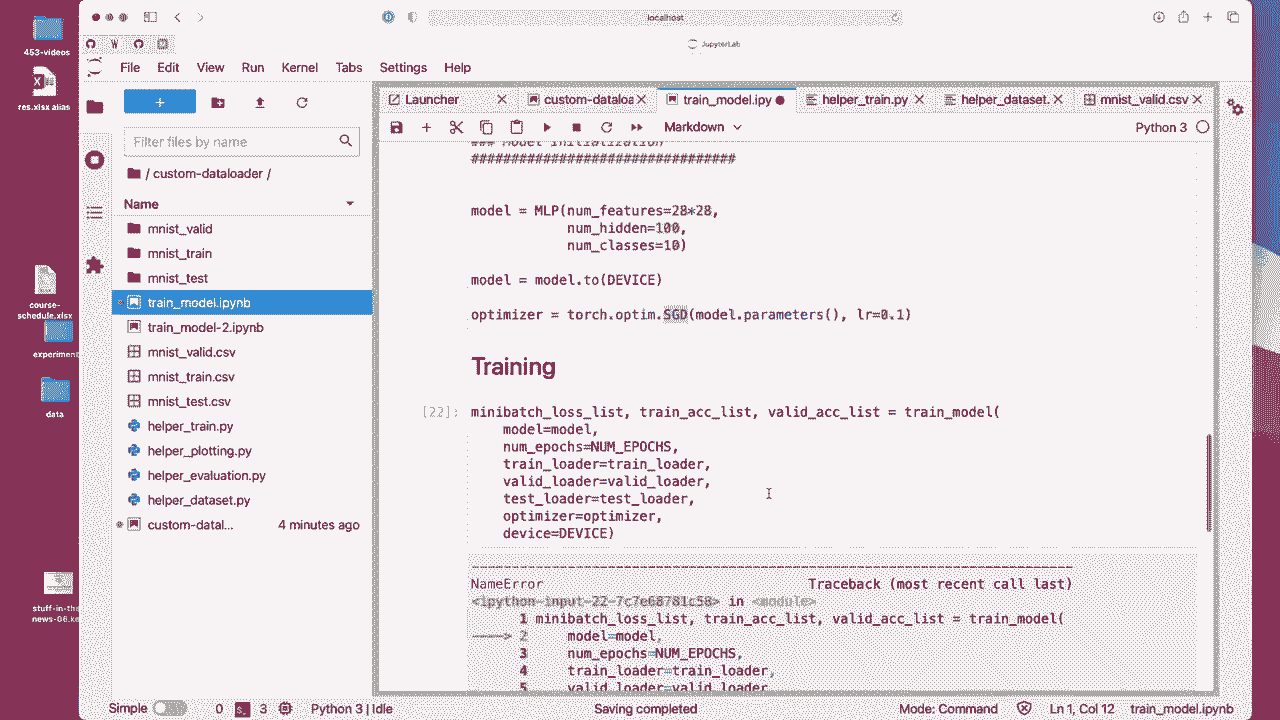 localhost
JupyterLab
File Edit View Run Kernel Tabs Settings Help
453-videos
res.xlsx alias
course-
schedule.xlsx
experiment
data
stuff-in-the
news-06.ke
Filter files by name
/ custom-dataloader /
Name
mnist_valid
mnist_train
mnist_test
train_model.ipynb
train_model-2.ipynb
mnist_valid.csv
mnist_train.csv
mnist_test.csv
helper_train.py
helper_plotting.py
helper_evaluation.py
helper_dataset.py
custom-datal... 4 minutes ago
Launcher custom-dataloa train_model.ipy helper_train.py helper_dataset. mnist_valid.csv
Markdown Python 3
### Model Initialization
#################################
model = MLP(num_features=28*28,
num_hidden=100,
num_classes=10)
model = model.to(DEVICE)
optimizer = torch.optim.SGD(model.parameters(), lr=0.1)
Training
[22]: minibatch_loss_list, train_acc_list, valid_acc_list = train_model(
model=model,
num_epochs=NUM_EPOCHS,
train_loader=train_loader,
valid_loader=valid_loader,
test_loader=test_loader,
optimizer=optimizer,
device=DEVICE)
---------------------------------------------------------------------------
NameError Traceback (most recent call last)
<ipython-input-22-7c7e68781c58> in <module>
1 minibatch_loss_list, train_acc_list, valid_acc_list = train_model(
----> 2 model=model,
3 num_epochs=NUM_EPOCHS,
4 train_loader=train_loader,
5 valid_loader=valid_loader
Simple 0 $_ 3 Python 3 | Idle Saving completed Mode: Command Ln 1, Col 12 train_model.ipynb